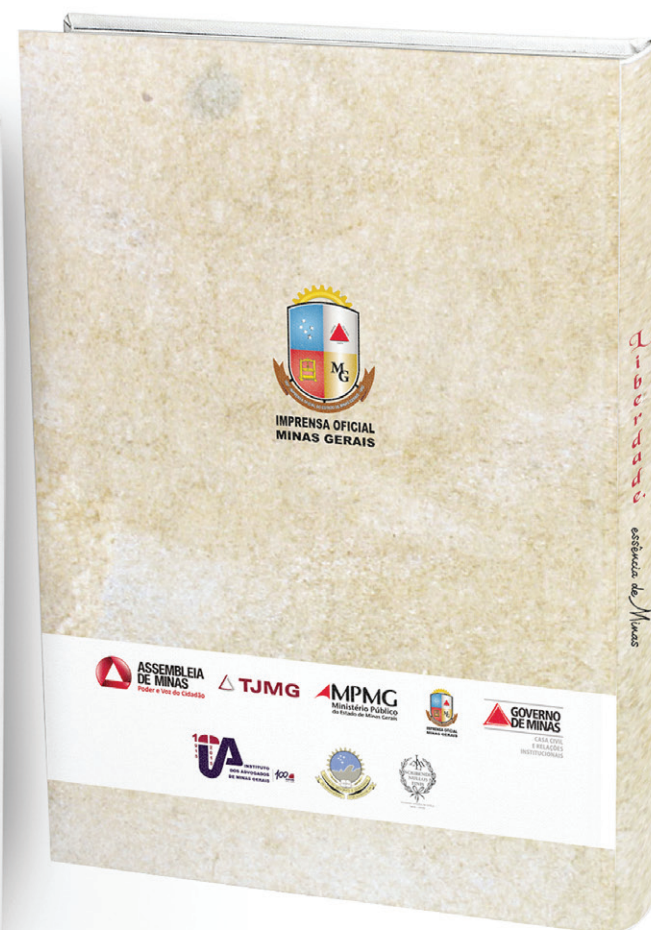 MG
IMPRENSA OFICIAL
MINAS GERAIS
Liberdade
essência de Minas
ASSEMBLEIA
DE MINAS
Poder e Voz do Cidadão
TJMG
MPMG
Ministério Público
do Estado de Minas Gerais
IMPRENSA OFICIAL
MINAS GERAIS
GOVERNO
DE MINAS
CASA CIVIL
E RELAÇÕES
INSTITUCIONAIS
INSTITUTO
DOS ADVOGADOS
DE MINAS GERAIS
100